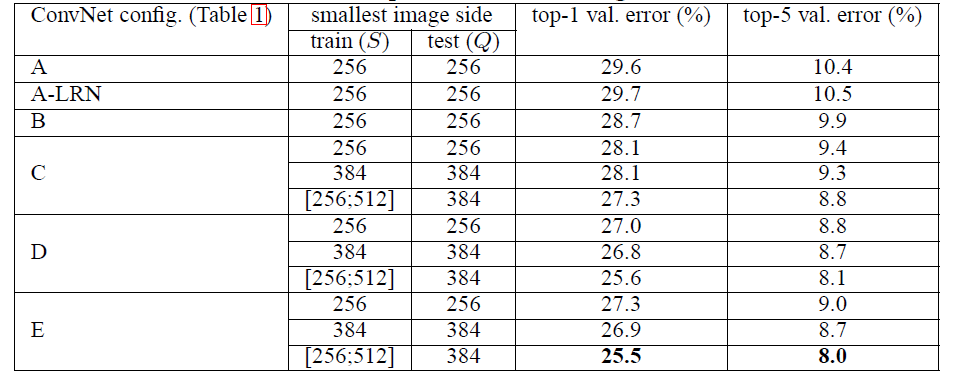 ConvNet config. (Table 1) smallest image side top-1 val. error (%) top-5 val. error (%)
train (S) test (Q)
A 256 256 29.6 10.4
A-LRN 256 256 29.7 10.5
B 256 256 28.7 9.9
256 256 28.1 9.4
C 384 384 28.1 9.3
[256;512] 384 27.3 8.8
256 256 27.0 8.8
D 384 384 26.8 8.7
[256;512] 384 25.6 8.1
256 256 27.3 9.0
E 384 384 26.9 8.7
[256;512] 384 25.5 8.0